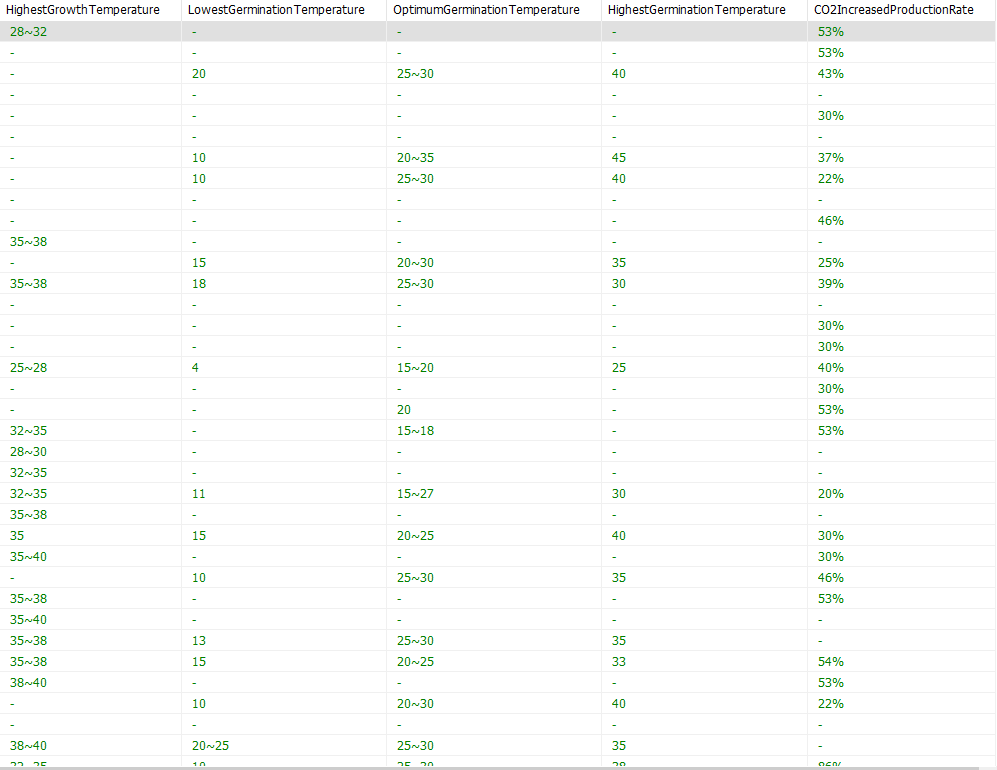 HighestGrowthTemperature LowestGerminationTemperature OptimumGerminationTemperature HighestGerminationTemperature CO2IncreasedProductionRate
28~32 - - - 53%
- - - - 53%
- 20 25~30 40 43%
- - - - -
- - - - 30%
- - - - -
- 10 20~35 45 37%
- 10 25~30 40 22%
- - - - -
- - - - 46%
35~38 - - - -
- 15 20~30 35 25%
35~38 18 25~30 30 39%
- - - - -
- - - - 30%
- - - - 30%
25~28 4 15~20 25 40%
- - - - 30%
- - 20 - 53%
32~35 - 15~18 - 53%
28~30 - - - -
32~35 - - - -
32~35 11 15~27 30 20%
35~38 - - - -
35 15 20~25 40 30%
35~40 - - - 30%
- 10 25~30 35 46%
35~38 - - - 53%
35~40 - - - -
35~38 13 25~30 35 -
35~38 15 20~25 33 54%
38~40 - - - 53%
- 10 20~30 40 22%
- - - - -
38~40 20~25 25~30 35 -